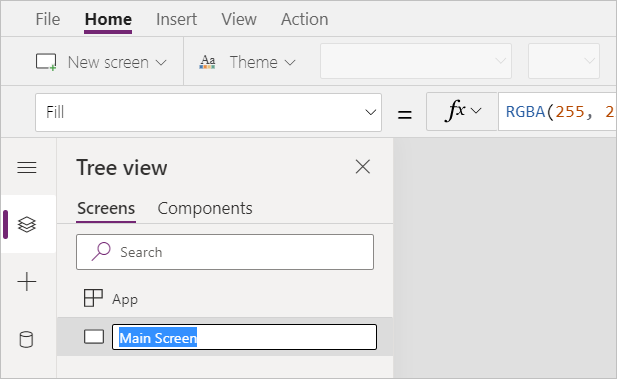 File Home Insert View Action
New screen Aa Theme
Fill = fx RGBA(255, 2
Tree view
Screens Components
Search
App
Main Screen